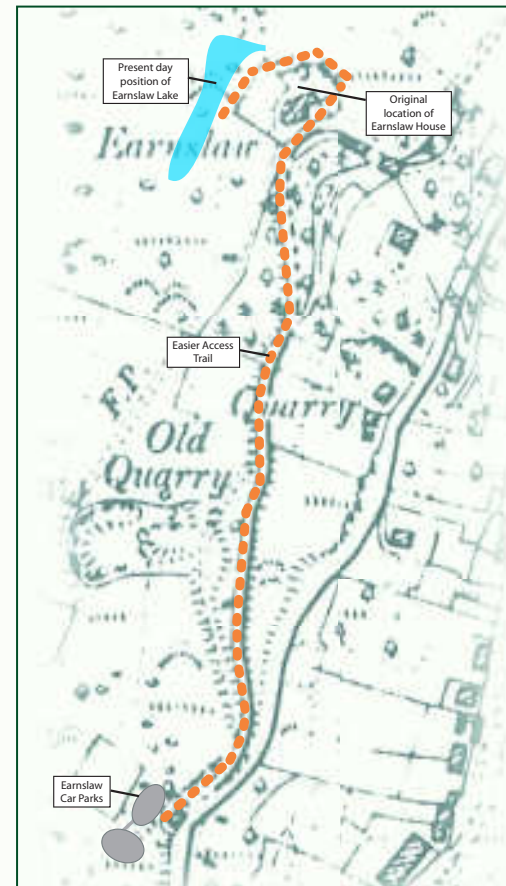 Present day
position of
Earnslaw Lake
Original
location of
Earnslaw House
Earnslaw
Easier Access
Trail
F.P.
Quarry
Old
Quarry
Earnslaw
Car Parks